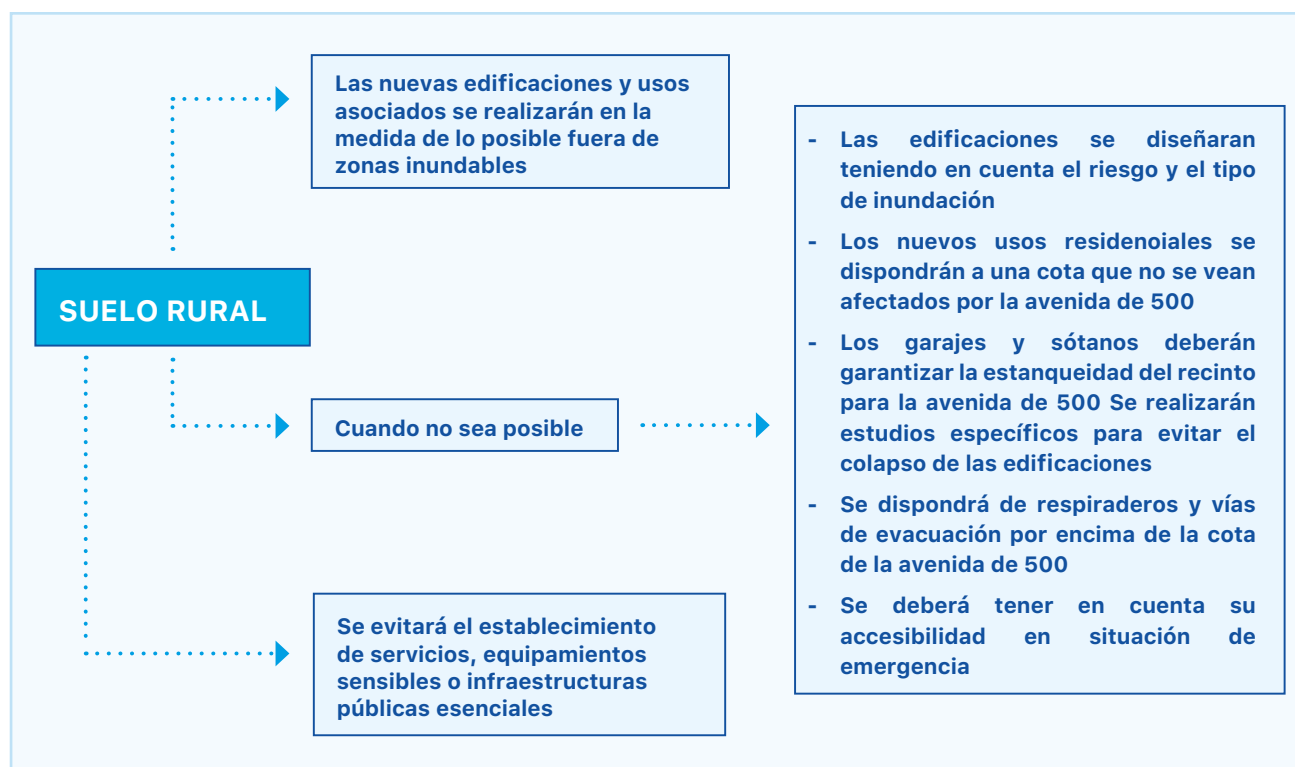 Las nuevas edificaciones y usos
asociados se realizarán en la
medida de lo posible fuera de
zonas inundables
SUELO RURAL
Cuando no sea posible
Se evitará el establecimiento
de servicios, equipamientos
sensibles o infraestructuras
públicas esenciales
- Las edificaciones se diseñaran
teniendo en cuenta el riesgo y el tipo
de inundación
- Los nuevos usos residenoiales se
dispondrán a una cota que no se vean
afectados por la avenida de 500
- Los garajes y sótanos deberán
garantizar la estanqueidad del recinto
para la avenida de 500 Se realizarán
estudios específicos para evitar el
colapso de las edificaciones
- Se dispondrá de respiraderos y vías
de evacuación por encima de la cota
de la avenida de 500
- Se deberá tener en cuenta su
accesibilidad en situación de
emergencia